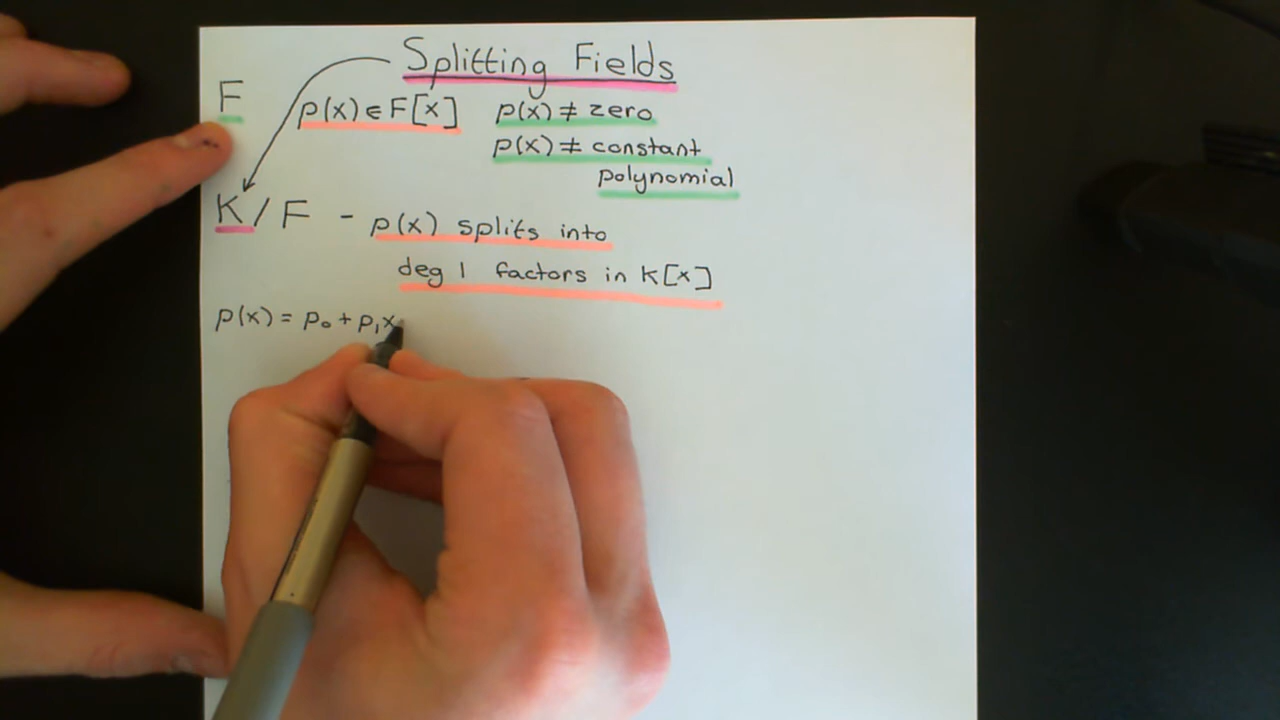 Splitting Fields
F
p(x) ∈ F[x] p(x) ≠ zero
p(x) ≠ constant
polynomial
K / F - p(x) splits into
deg 1 factors in K[x]
p(x) = p₀ + p₁x